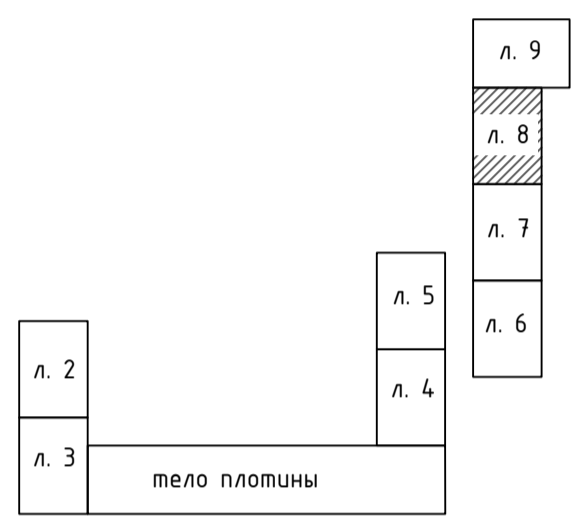 л. 9
л. 8
л. 7
л. 5
л. 6
л. 2
л. 4
л. 3
тело плотины